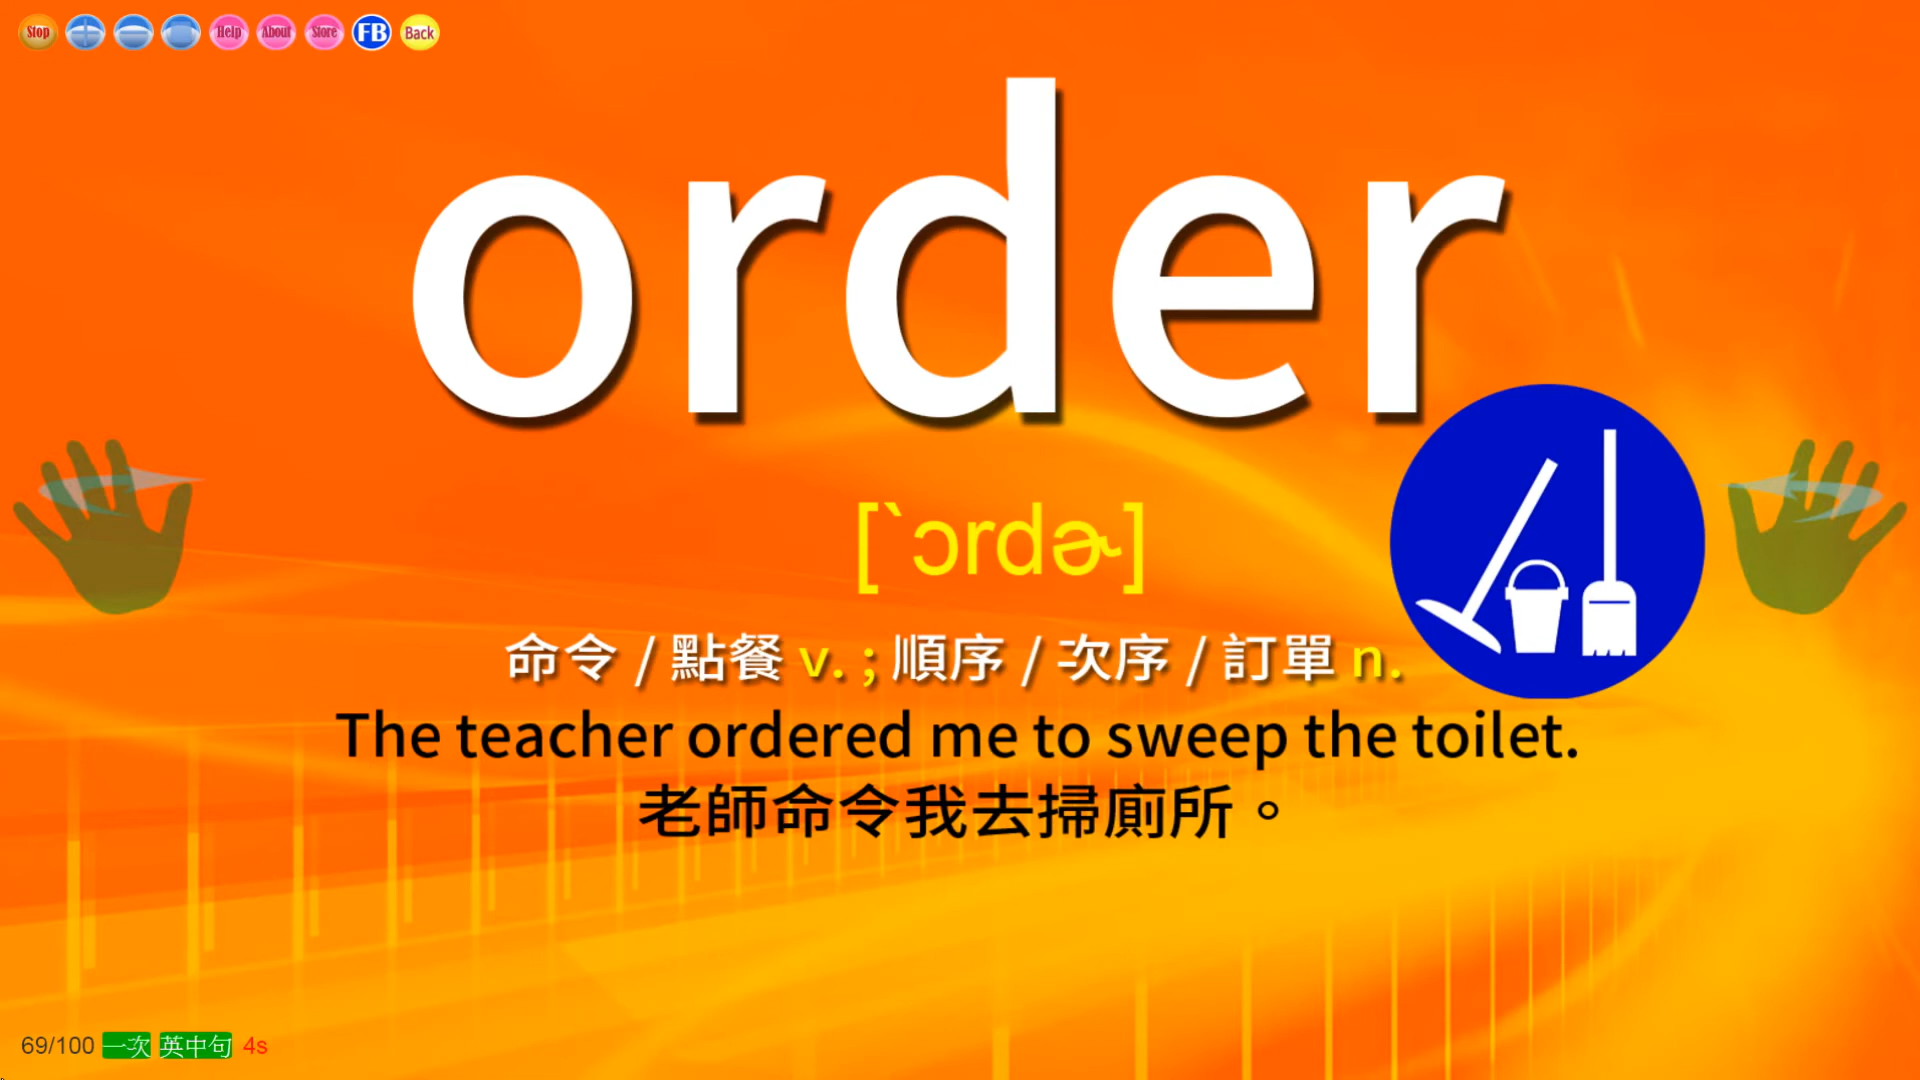 Stop Help About Store FB Back
order
[ˋɔrdɚ]
命令 / 點餐 v. ; 順序 / 次序 / 訂單 n.
The teacher ordered me to sweep the toilet.
老師命令我去掃廁所。
69/100 一次 英中句 4s